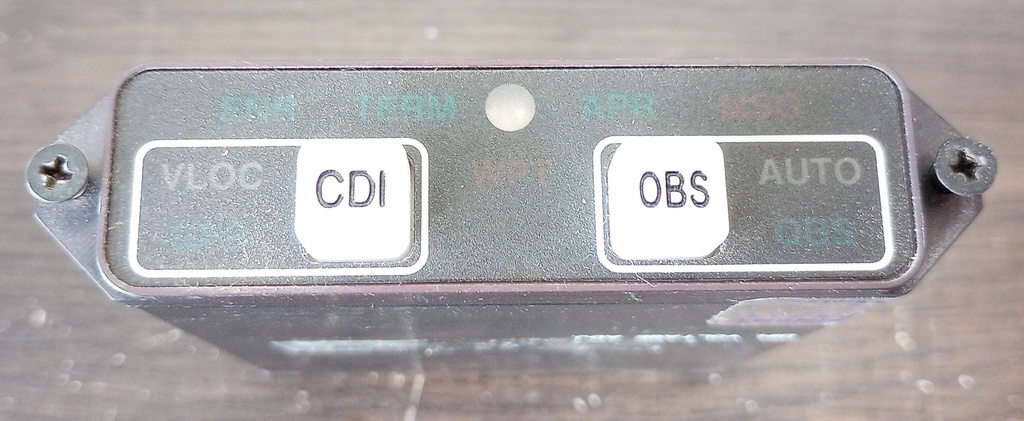 ENR TERM APR MSG
VLOC CDI WPT OBS AUTO
GPS OBS